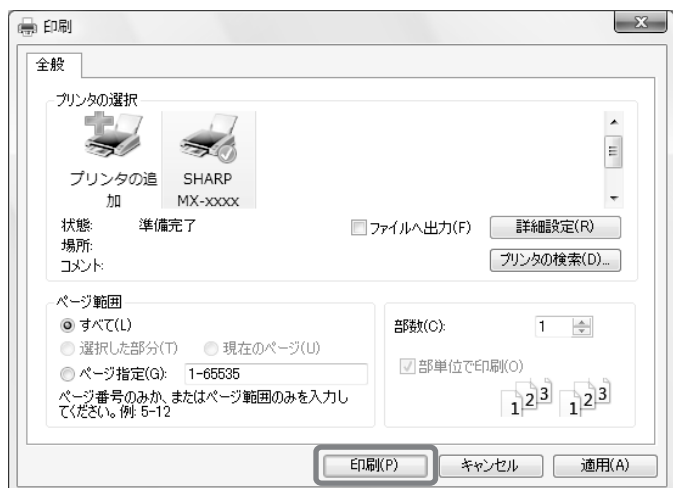 印刷
x
全般
プリンタの選択
プリンタの追
加
SHARP
MX-xxxx
状態: 準備完了
場所:
コメント:
ファイルへ出力(F)
詳細設定(R)
プリンタの検索(D)...
ページ範囲
すべて(L)
選択した部分(T) 現在のページ(U)
ページ指定(G): 1-65535
ページ番号のみか、またはページ範囲のみを入力し
てください。例: 5-12
部数(C): 1
部単位で印刷(O)
1 2 3 1 2 3
印刷(P) キャンセル 適用(A)